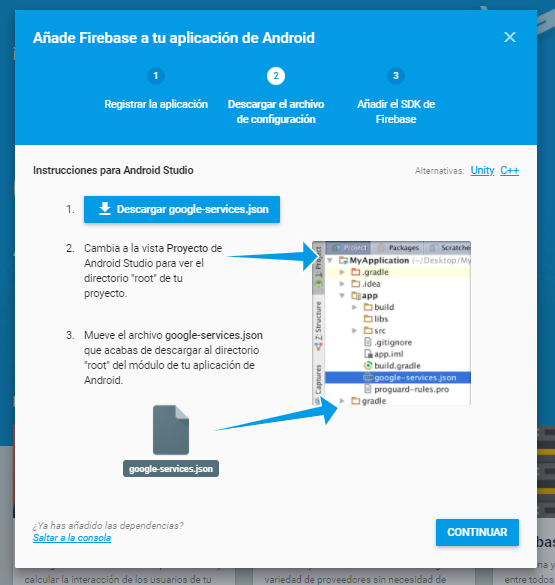 Añade Firebase a tu aplicación de Android
1
2
3
Registrar la aplicación
Descargar el archivo
de configuración
Añadir el SDK de
Firebase
Instrucciones para Android Studio
Alternativas: Unity C++
1. Descargar google-services.json
2. Cambia a la vista Proyecto de
Android Studio para ver el
directorio "root" de tu
proyecto.
3. Mueve el archivo google-services.json
que acabas de descargar al directorio
"root" del módulo de tu aplicación de
Android.
google-services.json
Project Packages Scratche
1: Project
Z: Structure
Captures
MyApplication (~/Desktop/My
.gradle
.idea
app
build
libs
src
.gitignore
app.iml
build.gradle
google-services.json
proguard-rules.pro
gradle
¿Ya has añadido las dependencias?
Saltar a la consola
CONTINUAR
calcular la interacción de los usuarios de tu
variedad de proveedores sin necesidad de
entre todos